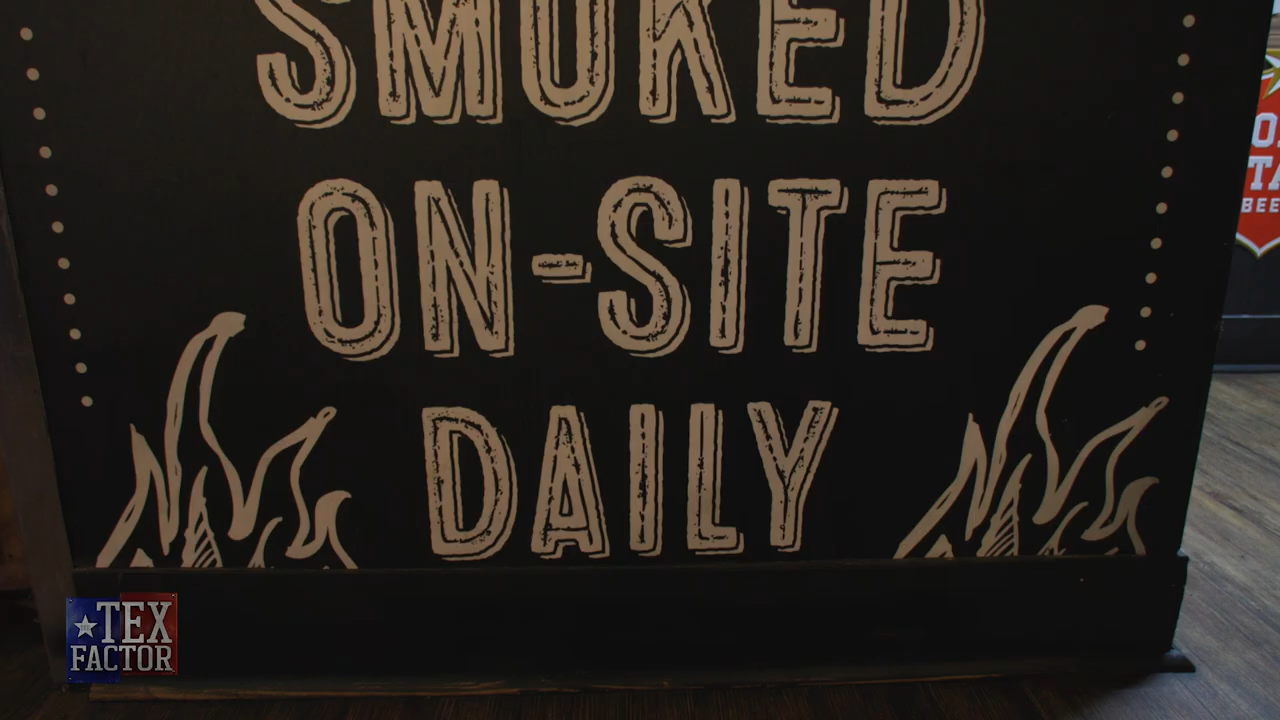 SMOKED
ON-SITE
DAILY
TEX
FACTOR